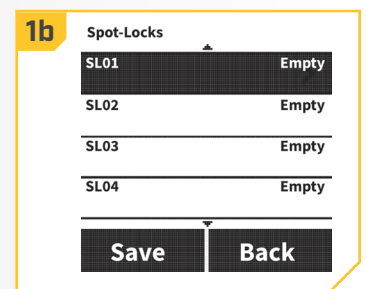 1b
Spot-Locks
SL01 Empty
SL02 Empty
SL03 Empty
SL04 Empty
Save Back